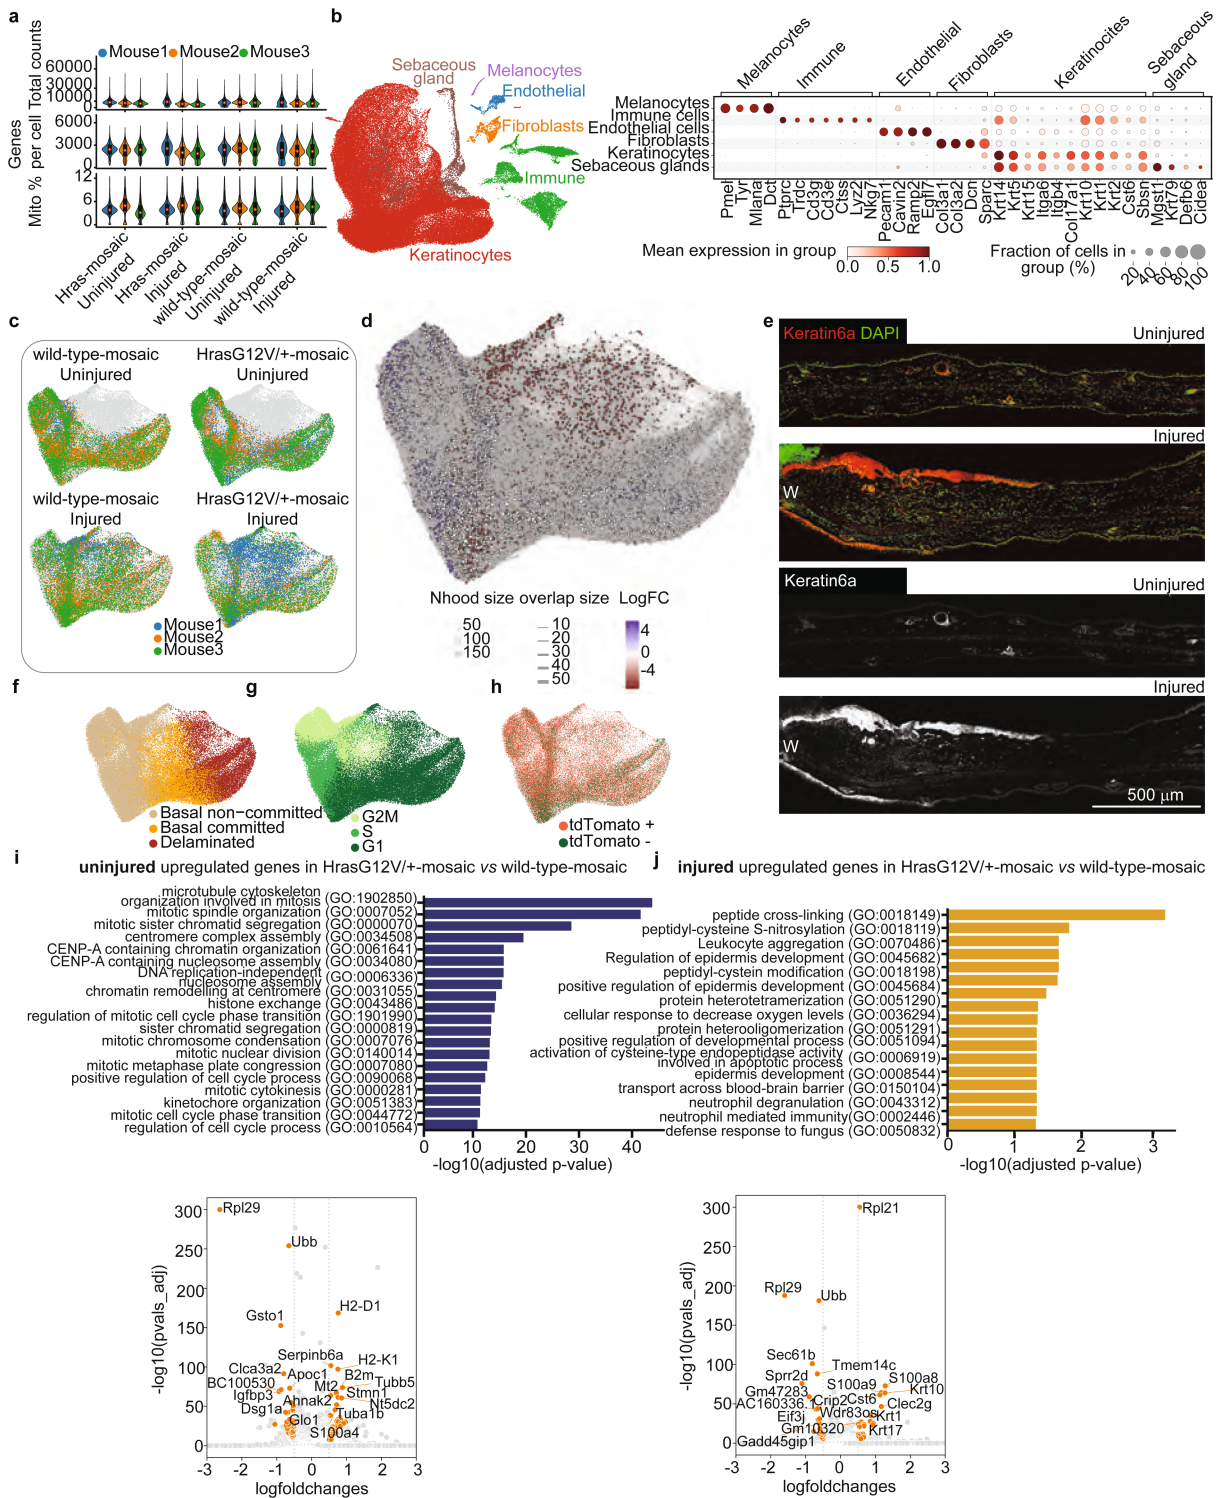 a
Mouse1 Mouse2 Mouse3
Total counts
60000
30000
10000
0
Genes per cell
6000
3000
0
Mito %
12
6
0
Hras-mosaic Uninjured
Hras-mosaic Injured
wild-type-mosaic Uninjured
wild-type-mosaic Injured
b
Sebaceous
gland
Melanocytes
Endothelial
Fibroblasts
Immune
Keratinocytes
Melanocytes
Immune
Endothelial
Fibroblasts
Keratinocites
Sebaceous gland
Melanocytes
Immune cells
Endothelial cells
Fibroblasts
Keratinocytes
Sebaceous glands
Pmel Tyr Mlana Dct Ptprc Trdc Cd3g Cd3e Ctss Lyz2 Nkg7 Pecam1 Cavin2 Ramp2 Egfl7 Col3a1 Col3a2 Dcn Sparc Krt14 Krt5 Krt15 Itga6 Itgb4 Col17a1 Krt10 Krt1 Krt2 Cst6 Sbsn Mgst1 Krt79 Defb6 Cidea
Mean expression in group
0.0 0.5 1.0
Fraction of cells in
group (%)
20 40 60 80 100
c
wild-type-mosaic
Uninjured
HrasG12V/+-mosaic
Uninjured
wild-type-mosaic
Injured
HrasG12V/+-mosaic
Injured
Mouse1
Mouse2
Mouse3
d
Nhood size overlap size LogFC
50
100
150
10
20
30
40
50
4
0
-4
e
Keratin6a DAPI
Uninjured
Injured
W
Keratin6a
Uninjured
Injured
W
500 µm
f
Basal non−committed
Basal committed
Delaminated
g
G2M
S
G1
h
tdTomato +
tdTomato -
i
uninjured upregulated genes in HrasG12V/+-mosaic vs wild-type-mosaic
microtubule cytoskeleton
organization involved in mitosis (GO:1902850)
mitotic spindle organization (GO:0007052)
mitotic sister chromatid segregation (GO:0000070)
centromere complex assembly (GO:0034508)
CENP-A containing chromatin organization (GO:0061641)
CENP-A containing nucleosome assembly (GO:0034080)
DNA replication-independent
nucleosome assembly (GO:0006336)
chromatin remodelling at centromere (GO:0031055)
histone exchange (GO:0043486)
regulation of mitotic cell cycle phase transition (GO:1901990)
sister chromatid segregation (GO:0000819)
mitotic chromosome condensation (GO:0007076)
mitotic nuclear division (GO:0140014)
mitotic metaphase plate congression (GO:0007080)
positive regulation of cell cycle process (GO:0090068)
mitotic cytokinesis (GO:0000281)
kinetochore organization (GO:0051383)
mitotic cell cycle phase transition (GO:0044772)
regulation of cell cycle process (GO:0010564)
0 10 20 30 40
-log10(adjusted p-value)
j
injured upregulated genes in HrasG12V/+-mosaic vs wild-type-mosaic
peptide cross-linking (GO:0018149)
peptidyl-cysteine S-nitrosylation (GO:0018119)
Leukocyte aggregation (GO:0070486)
Regulation of epidermis development (GO:0045682)
peptidyl-cystein modification (GO:0018198)
positive regulation of epidermis development (GO:0045684)
protein heterotetramerization (GO:0051290)
cellular response to decrease oxygen levels (GO:0036294)
protein heterooligomerization (GO:0051291)
positive regulation of developmental process (GO:0051094)
activation of cysteine-type endopeptidase activity
involved in apoptotic process (GO:0006919)
epidermis development (GO:0008544)
transport across blood-brain barrier (GO:0150104)
neutrophil degranulation (GO:0043312)
neutrophil mediated immunity(GO:0002446)
defense response to fungus (GO:0050832)
0 1 2 3
-log10(adjusted p-value)
-log10(pvals_adj)
300
250
200
150
100
50
0
Rpl29
Ubb
H2-D1
Gsto1
Serpinb6a
H2-K1
Clca3a2
Apoc1
B2m
BC100530
Mt2
Tubb5
Igfbp3
Stmn1
Ahnak2
Nt5dc2
Dsg1a
Tuba1b
Glo1
S100a4
-3 -2 -1 0 1 2 3
logfoldchanges
-log10(pvals_adj)
300
250
200
150
100
50
0
Rpl21
Rpl29
Ubb
Sec61b
Tmem14c
Sprr2d
S100a9
S100a8
Gm47283
Krt10
AC160336.1
Crip2
Cst6
Clec2g
Eif3j
Wdr83os
Krt1
Gm10320
Krt17
Gadd45gip1
-3 -2 -1 0 1 2 3
logfoldchanges